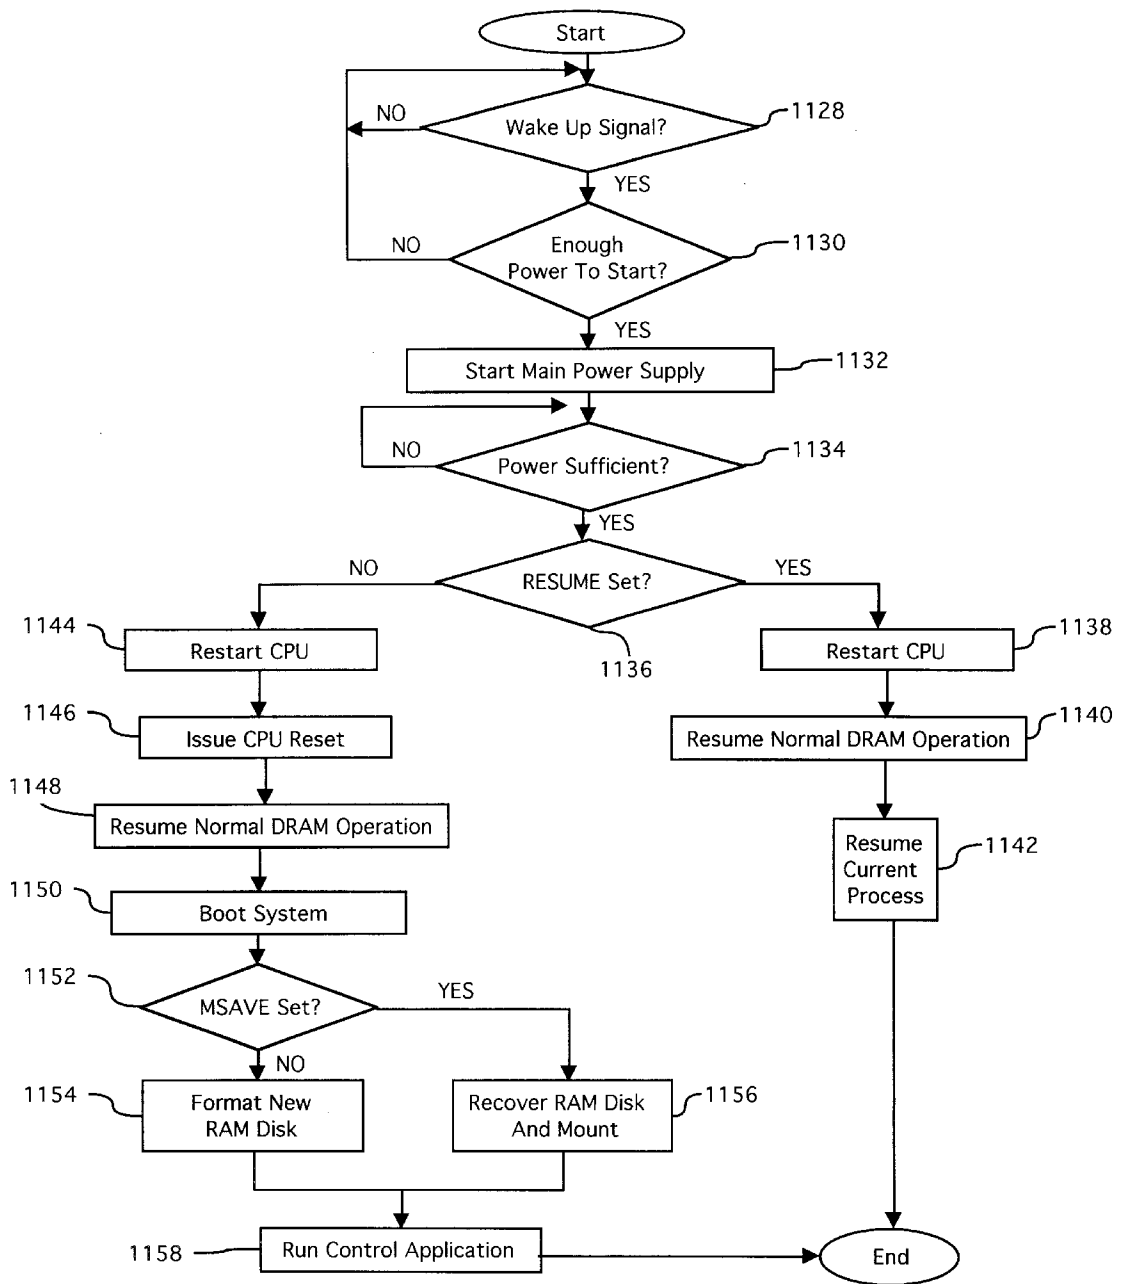 Start
NO
Wake Up Signal?
1128
YES
NO
Enough
Power To Start?
1130
YES
Start Main Power Supply
1132
NO
Power Sufficient?
1134
YES
NO
RESUME Set?
YES
1136
1144
Restart CPU
Restart CPU
1138
1146
Issue CPU Reset
Resume Normal DRAM Operation
1140
1148
Resume Normal DRAM Operation
Resume
Current
Process
1142
1150
Boot System
1152
MSAVE Set?
YES
NO
1154
Format New
RAM Disk
Recover RAM Disk
And Mount
1156
1158
Run Control Application
End